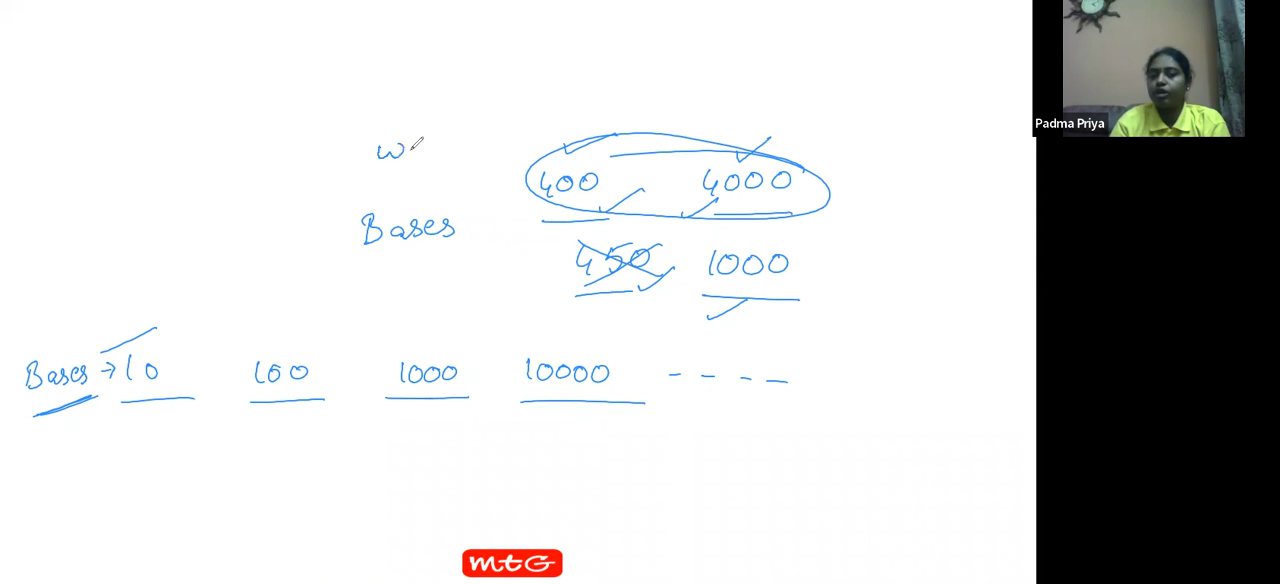 w
400 4000
Bases
450 1000
Bases → 10 100 1000 10000 - - - -
mtG
Padma Priya